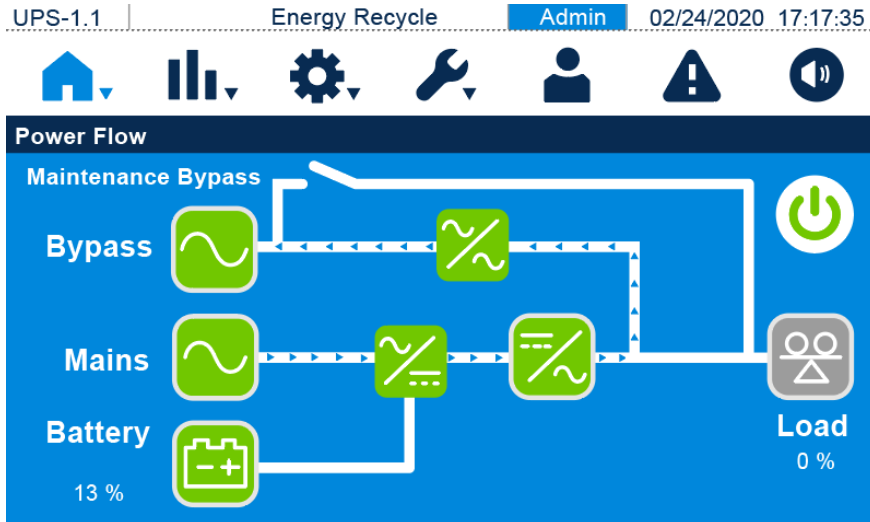 UPS-1.1 Energy Recycle Admin 02/24/2020 17:17:35
Power Flow
Maintenance Bypass
Bypass
Mains
Battery
13 %
Load
0 %